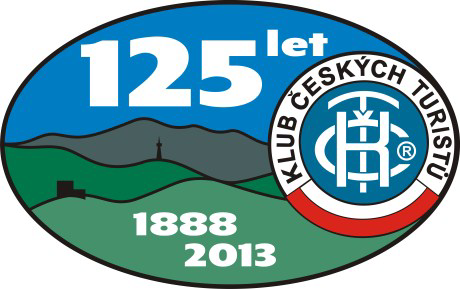 125 let
KLUB ČESKÝCH TURISTŮ
KČT ®
1888
2013